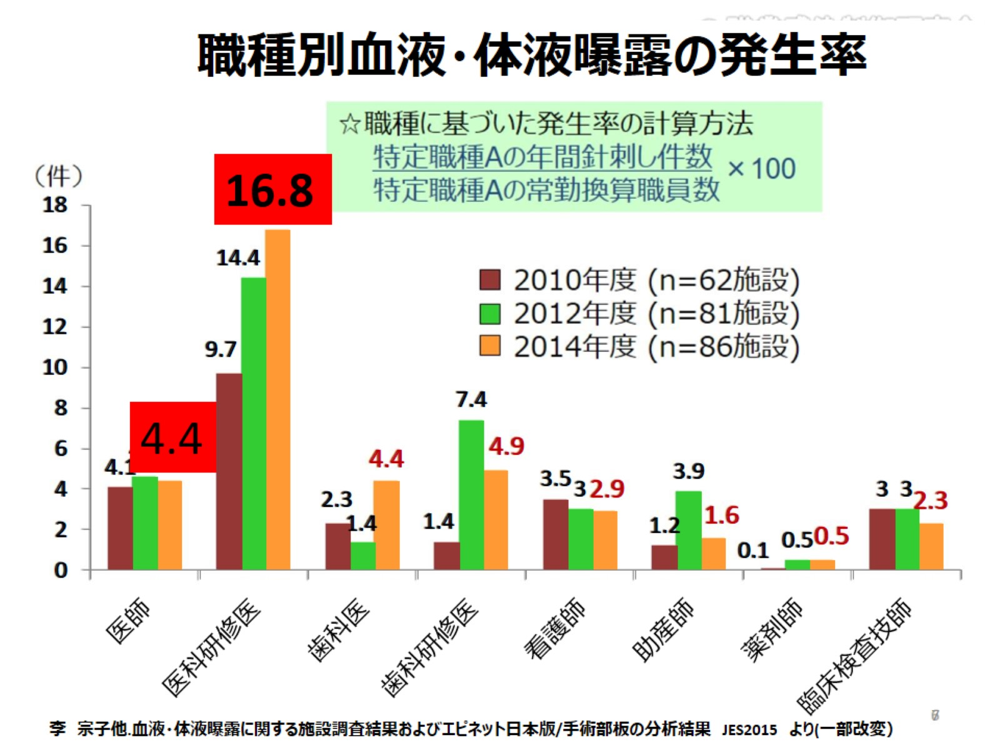 職種別血液･体液曝露の発生率
☆職種に基づいた発生率の計算方法
特定職種Aの年間針刺し件数
特定職種Aの常勤換算職員数
×100
（件）
18
16
14
12
10
8
6
4
2
0
2010年度 (n=62施設)
2012年度 (n=81施設)
2014年度 (n=86施設)
4.1
4.4
9.7
14.4
16.8
2.3
1.4
4.4
1.4
7.4
4.9
3.5
3
2.9
1.2
3.9
1.6
0.1
0.5
0.5
3
3
2.3
医師
医科研修医
歯科医
歯科研修医
看護師
助産師
薬剤師
臨床検査技師
李 宗子他.血液･体液曝露に関する施設調査結果およびエピネット日本版/手術部板の分析結果 JES2015 より(一部改変)